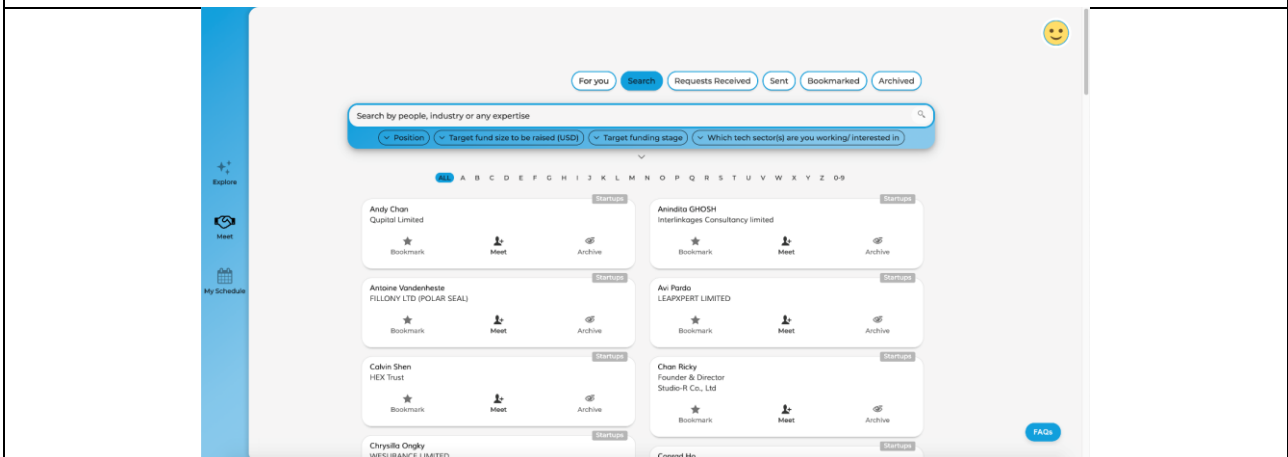 For you Search Requests Received Sent Bookmarked Archived
Search by people, industry or any expertise
Position Target fund size to be raised (USD) Target funding stage Which tech sector(s) are you working/ interested in
Explore
Meet
My Schedule
ALL A B C D E F G H I J K L M N O P Q R S T U V W X Y Z 0-9
Startups
Andy Chan
Qupital Limited
Bookmark Meet Archive
Startups
Anindita GHOSH
Interlinkages Consultancy limited
Bookmark Meet Archive
Startups
Antoine Vandenheste
FILLONY LTD (POLAR SEAL)
Bookmark Meet Archive
Startups
Avi Pardo
LEAPXPERT LIMITED
Bookmark Meet Archive
Startups
Calvin Shen
HEX Trust
Bookmark Meet Archive
Startups
Chan Ricky
Founder & Director
Studio-R Co., Ltd
Bookmark Meet Archive
Startups
Chrysilla Ongky
WESURANCE LIMITED
Startups
Conrad Ho
FAQs